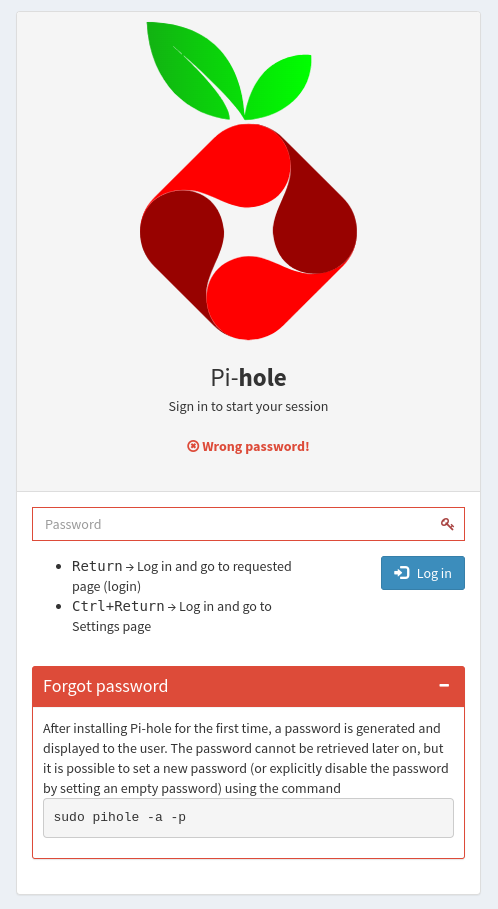 Pi-hole
Sign in to start your session
Wrong password!
Password
Return → Log in and go to requested
page (login)
Ctrl+Return → Log in and go to
Settings page
Log in
Forgot password
After installing Pi-hole for the first time, a password is generated and
displayed to the user. The password cannot be retrieved later on, but
it is possible to set a new password (or explicitly disable the password
by setting an empty password) using the command
sudo pihole -a -p